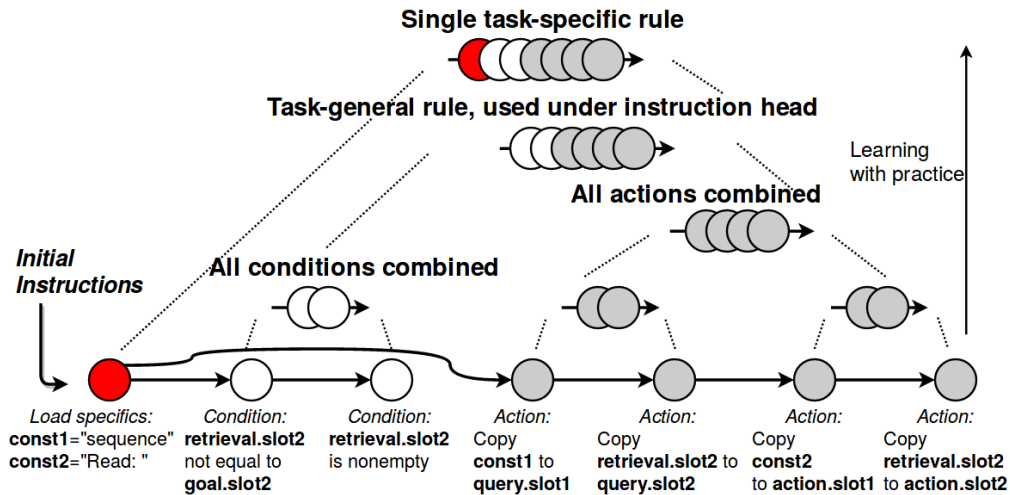 Single task-specific rule
Task-general rule, used under instruction head
Learning
with practice
All actions combined
Initial
Instructions
All conditions combined
Load specifics:
const1="sequence"
const2="Read: "
Condition:
retrieval.slot2
not equal to
goal.slot2
Condition:
retrieval.slot2
is nonempty
Action:
Copy
const1 to
query.slot1
Action:
Copy
retrieval.slot2 to
query.slot2
Action:
Copy
const2
to action.slot1
Action:
Copy
retrieval.slot2
to action.slot2